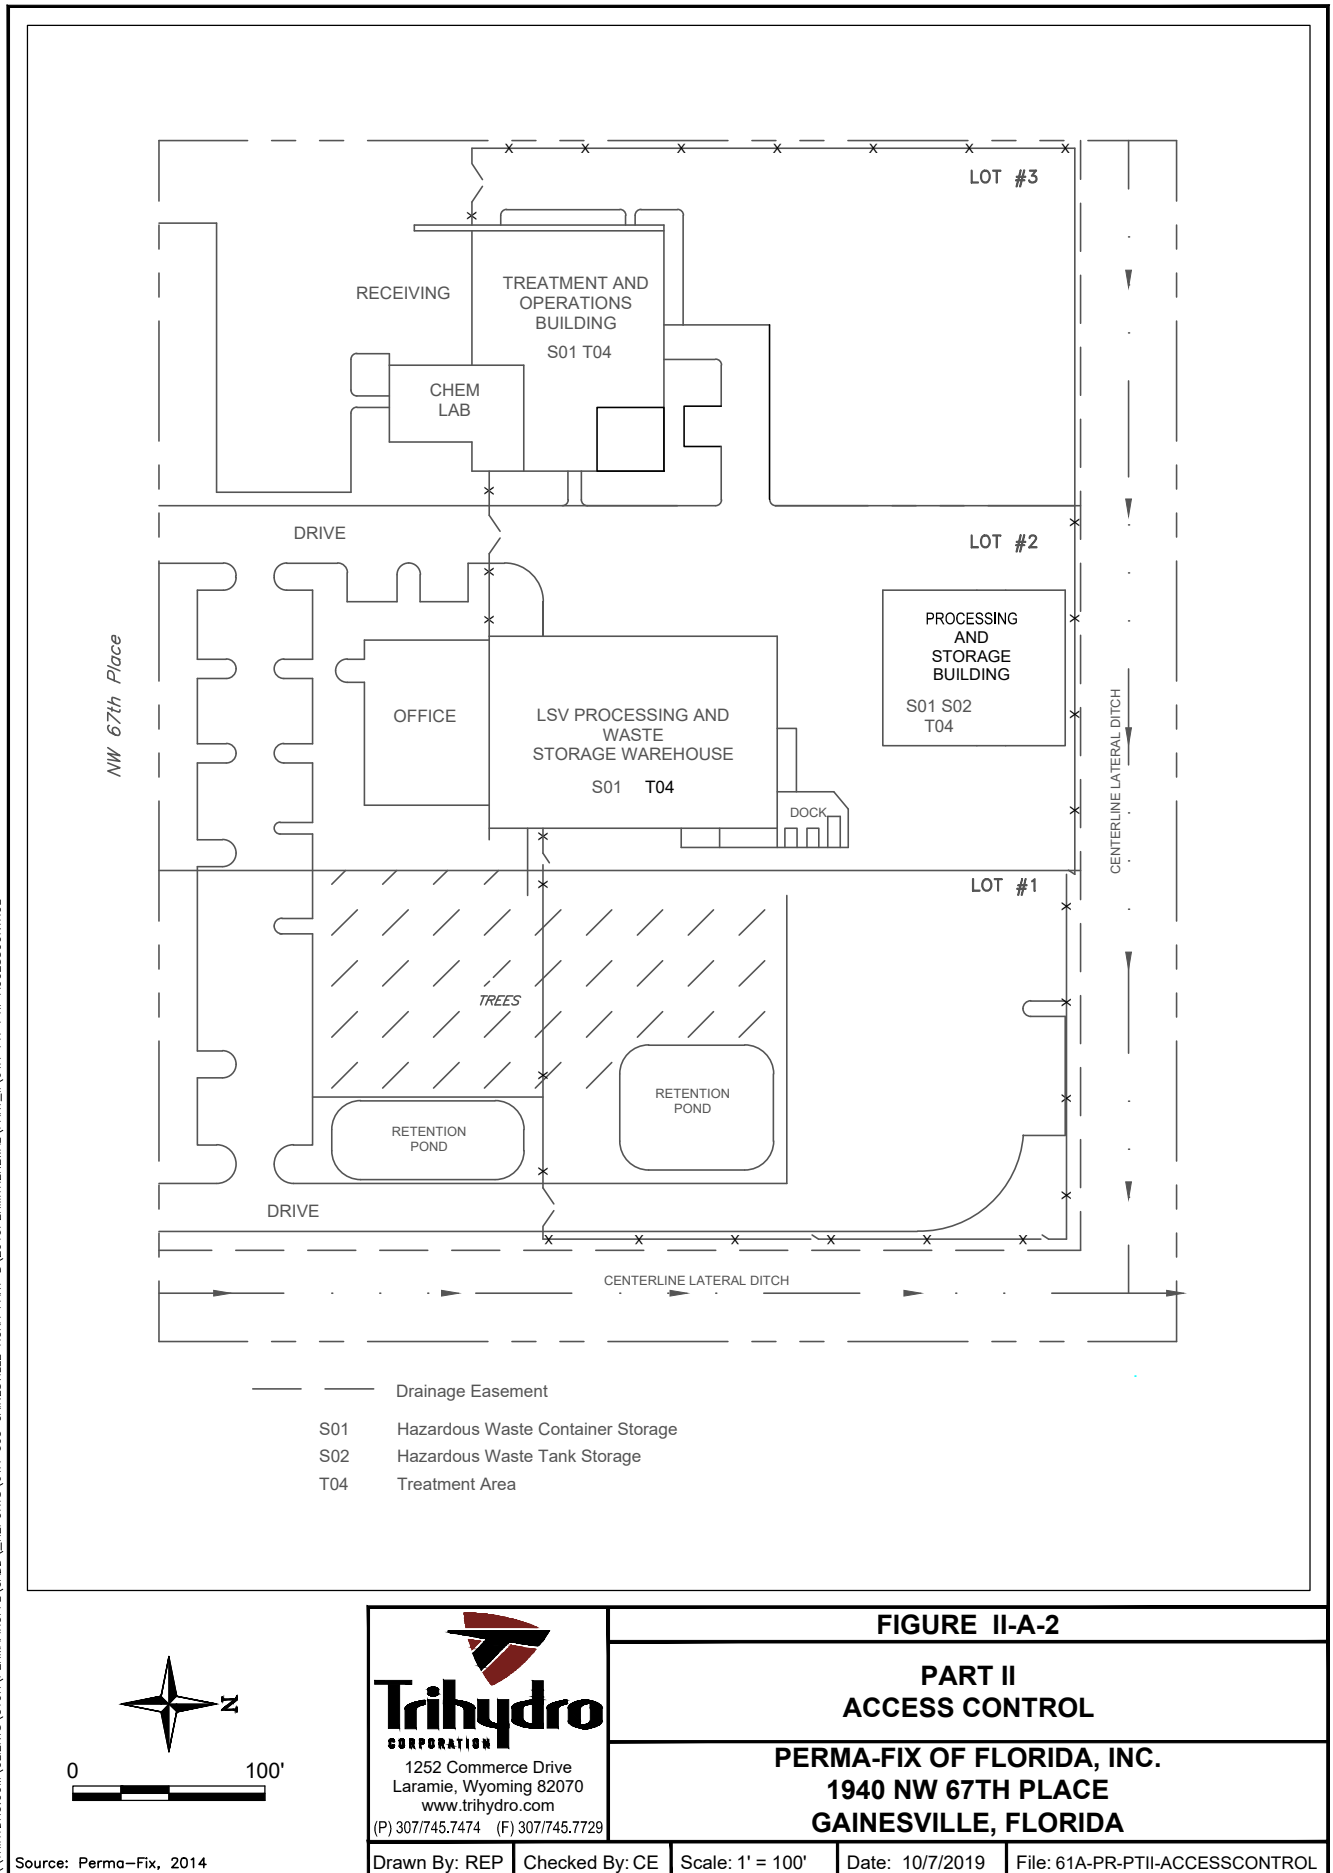 LOT #3
RECEIVING
TREATMENT AND
OPERATIONS
BUILDING
S01 T04
CHEM
LAB
DRIVE
LOT #2
NW 67th Place
PROCESSING
AND
STORAGE
BUILDING
S01 S02
T04
OFFICE
LSV PROCESSING AND
WASTE
STORAGE WAREHOUSE
S01 T04
DOCK
CENTERLINE LATERAL DITCH
LOT #1
TREES
RETENTION
POND
RETENTION
POND
DRIVE
CENTERLINE LATERAL DITCH
Drainage Easement
S01 Hazardous Waste Container Storage
S02 Hazardous Waste Tank Storage
T04 Treatment Area
N
0 100'
Source: Perma-Fix, 2014
Trihydro
CORPORATION
1252 Commerce Drive
Laramie, Wyoming 82070
www.trihydro.com
(P) 307/745.7474 (F) 307/745.7729
FIGURE II-A-2
PART II
ACCESS CONTROL
PERMA-FIX OF FLORIDA, INC.
1940 NW 67TH PLACE
GAINESVILLE, FLORIDA
Drawn By: REP
Checked By: CE
Scale: 1' = 100'
Date: 10/7/2019
File: 61A-PR-PTII-ACCESSCONTROL